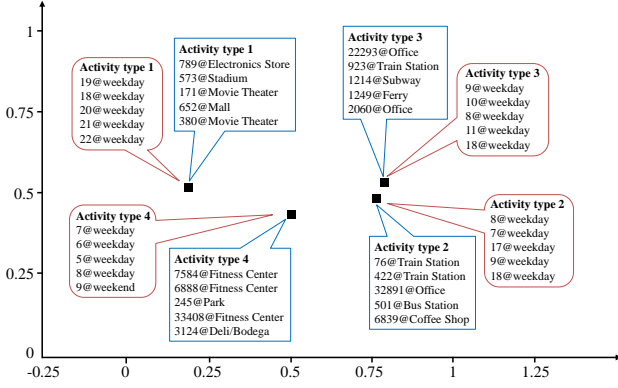 1
0.75
0.5
0.25
0
-0.25
0
0.25
0.5
0.75
1
1.25
Activity type 1
19@weekday
18@weekday
20@weekday
21@weekday
22@weekday
Activity type 1
789@Electronics Store
573@Stadium
171@Movie Theater
652@Mall
380@Movie Theater
Activity type 3
22293@Office
923@Train Station
1214@Subway
1249@Ferry
2060@Office
Activity type 3
9@weekday
10@weekday
8@weekday
11@weekday
18@weekday
Activity type 4
7@weekday
6@weekday
5@weekday
8@weekday
9@weekend
Activity type 4
7584@Fitness Center
6888@Fitness Center
245@Park
33408@Fitness Center
3124@Deli/Bodega
Activity type 2
76@Train Station
422@Train Station
32891@Office
501@Bus Station
6839@Coffee Shop
Activity type 2
8@weekday
7@weekday
17@weekday
9@weekday
18@weekday